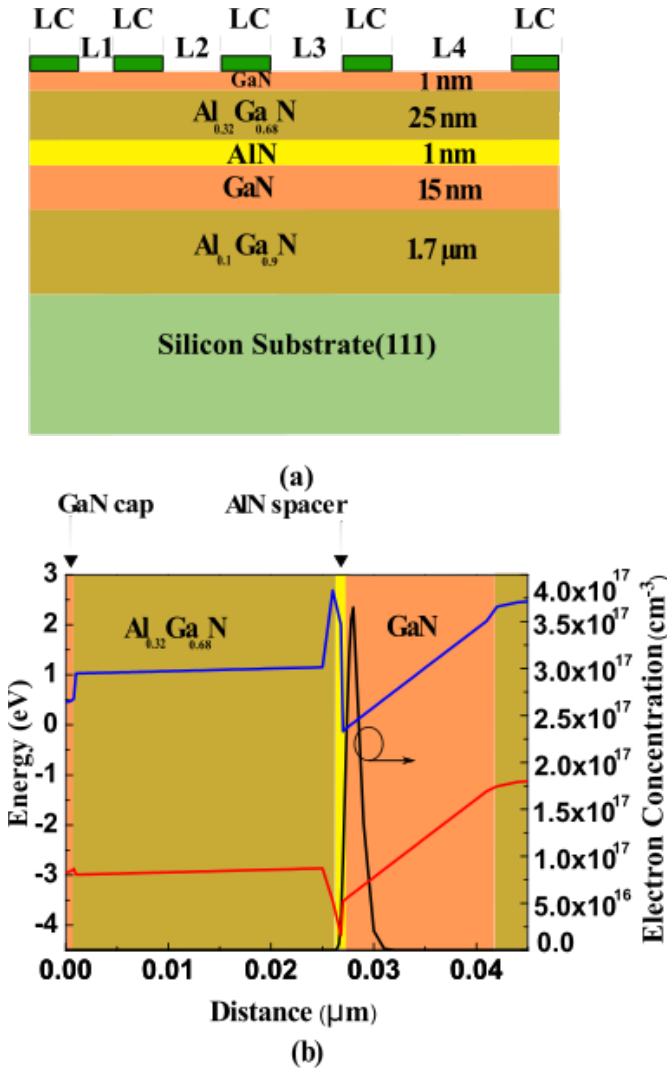 LC LC LC LC LC
L1 L2 L3 L4
GaN 1 nm
Al0.32Ga0.68N 25 nm
AlN 1 nm
GaN 15 nm
Al0.1Ga0.9N 1.7 μm
Silicon Substrate(111)
(a)
GaN cap AlN spacer
Al0.32Ga0.68N GaN
3
2
1
0
-1
-2
-3
-4
Energy (eV)
4.0x10^17
3.5x10^17
3.0x10^17
2.5x10^17
2.0x10^17
1.5x10^17
1.0x10^17
5.0x10^16
0.0
Electron Concentration (cm-3)
0.00 0.01 0.02 0.03 0.04
Distance (μm)
(b)